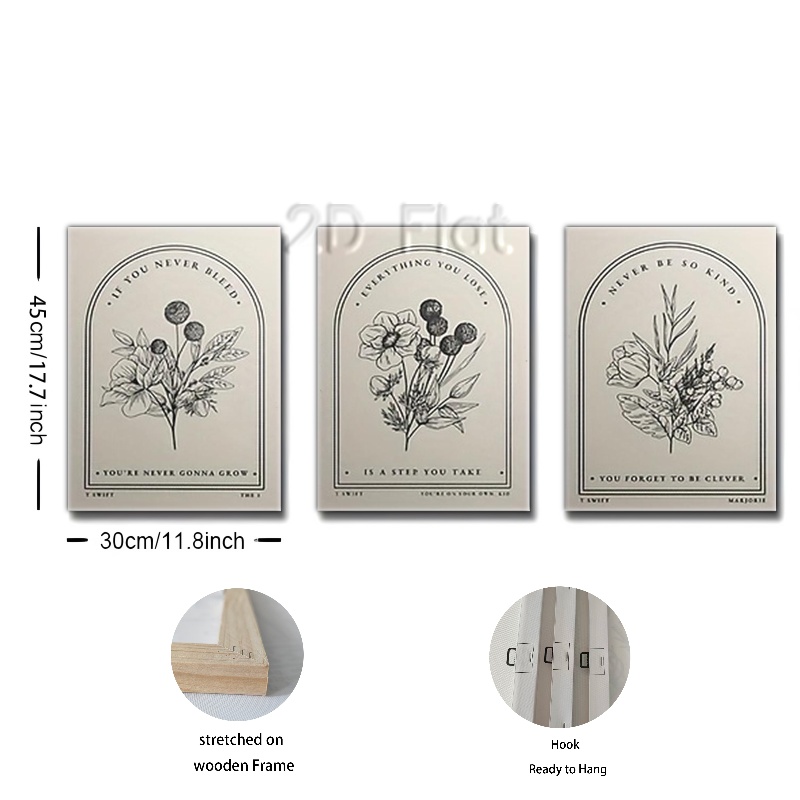 2D Flat
· IF YOU NEVER BLEED ·
· YOU'RE NEVER GONNA GROW ·
T SWIFT THE 1
· EVERYTHING YOU LOSE ·
· IS A STEP YOU TAKE ·
T SWIFT YOU'RE ON YOUR OWN, KID
· NEVER BE SO KIND ·
· YOU FORGET TO BE CLEVER ·
T SWIFT MARJORIE
45cm/17.7inch
30cm/11.8inch
stretched on
wooden Frame
Hook
Ready to Hang